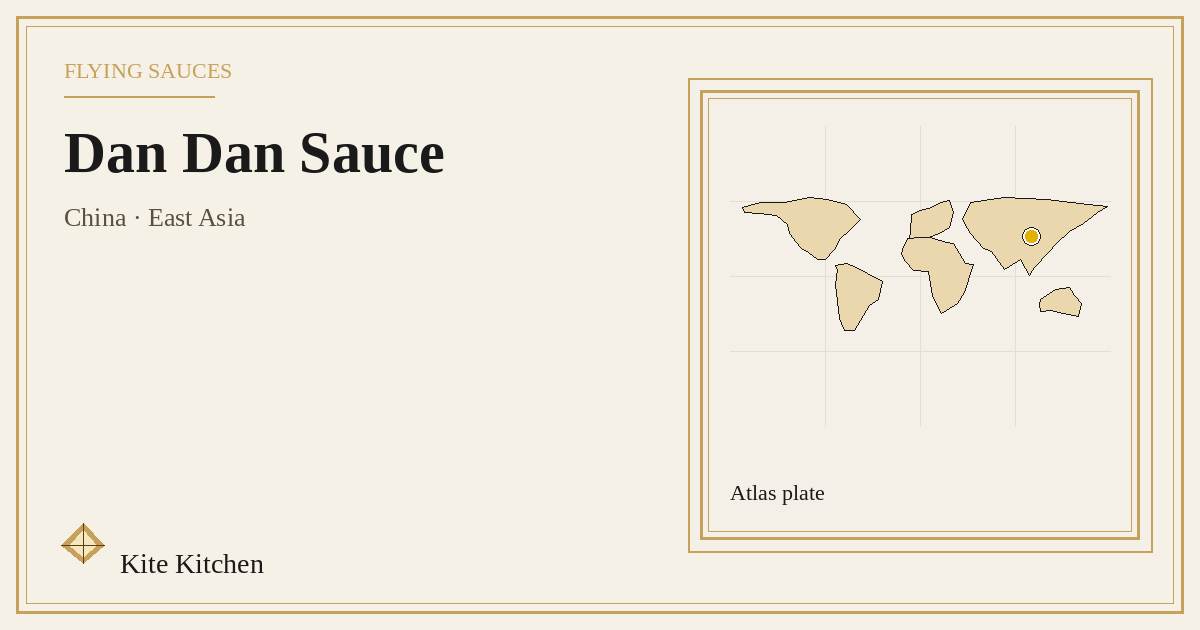 FLYING SAUCES
Dan Dan Sauce
China · East Asia
Atlas plate
Kite Kitchen